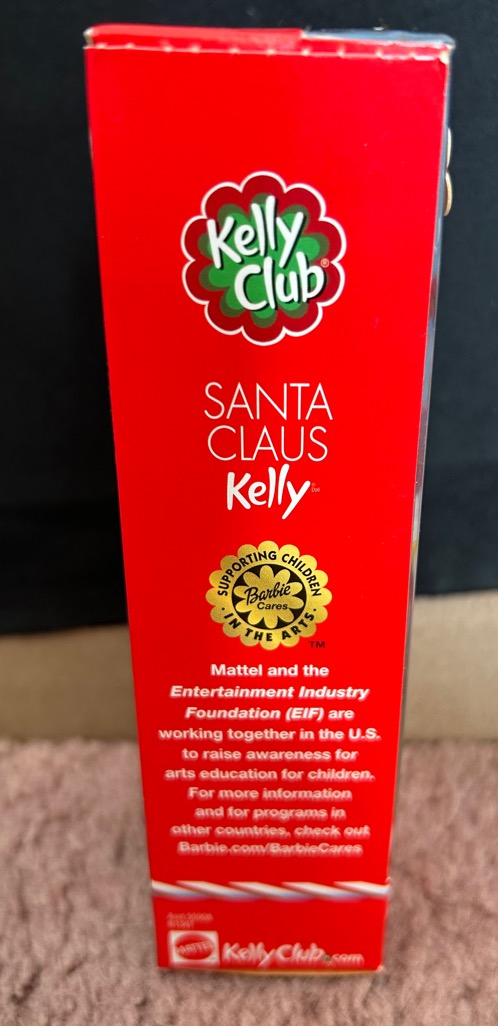 Kelly
Club®
SANTA
CLAUS
Kelly
SUPPORTING CHILDREN
Barbie
Cares
· IN THE ARTS ·
TM
Mattel and the
Entertainment Industry
Foundation (EIF) are
working together in the U.S.
to raise awareness for
arts education for children.
For more information
and for programs in
other countries, check out
Barbie.com/BarbieCares
MATTEL
KellyClub®.com